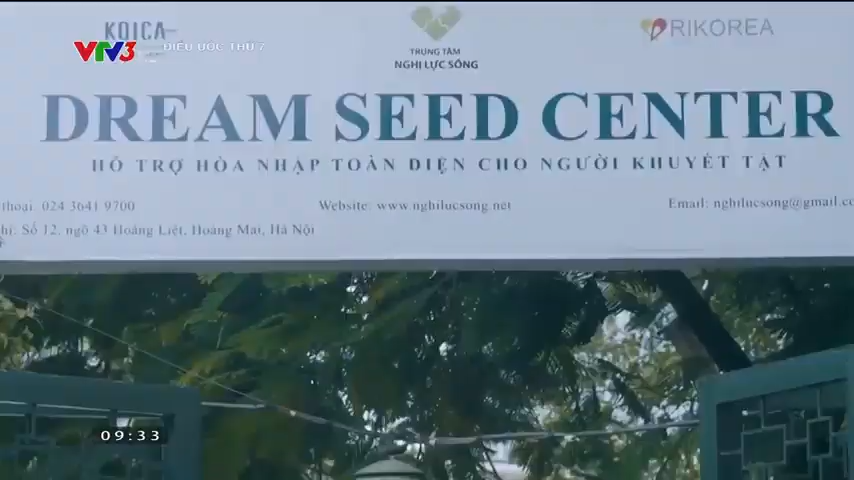 KOICA
VTV3 ĐIỀU ƯỚC THỨ 7
TRUNG TÂM
NGHỊ LỰC SỐNG
RIKOREA
DREAM SEED CENTER
HỖ TRỢ HÒA NHẬP TOÀN DIỆN CHO NGƯỜI KHUYẾT TẬT
thoại: 024 3641 9700
Website: www.nghilucsong.net
Email: nghilucsong@gmail.co
chỉ: Số 12, ngõ 43 Hoàng Liệt, Hoàng Mai, Hà Nội
09:33